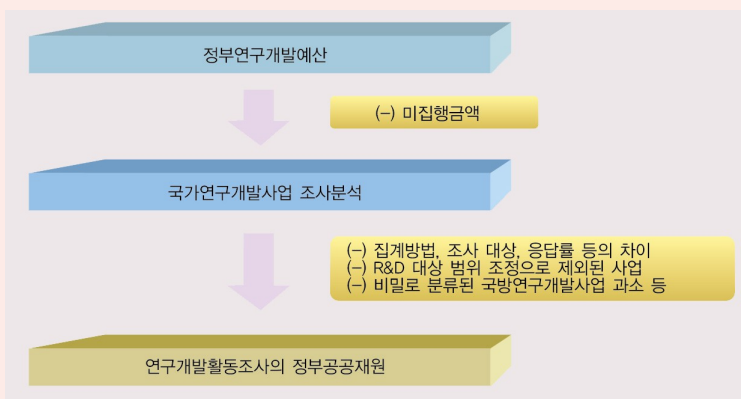 정부연구개발예산
(-) 미집행금액
국가연구개발사업 조사분석
(-) 집계방법, 조사 대상, 응답률 등의 차이
(-) R&D 대상 범위 조정으로 제외된 사업
(-) 비밀로 분류된 국방연구개발사업 과소 등
연구개발활동조사의 정부공공재원